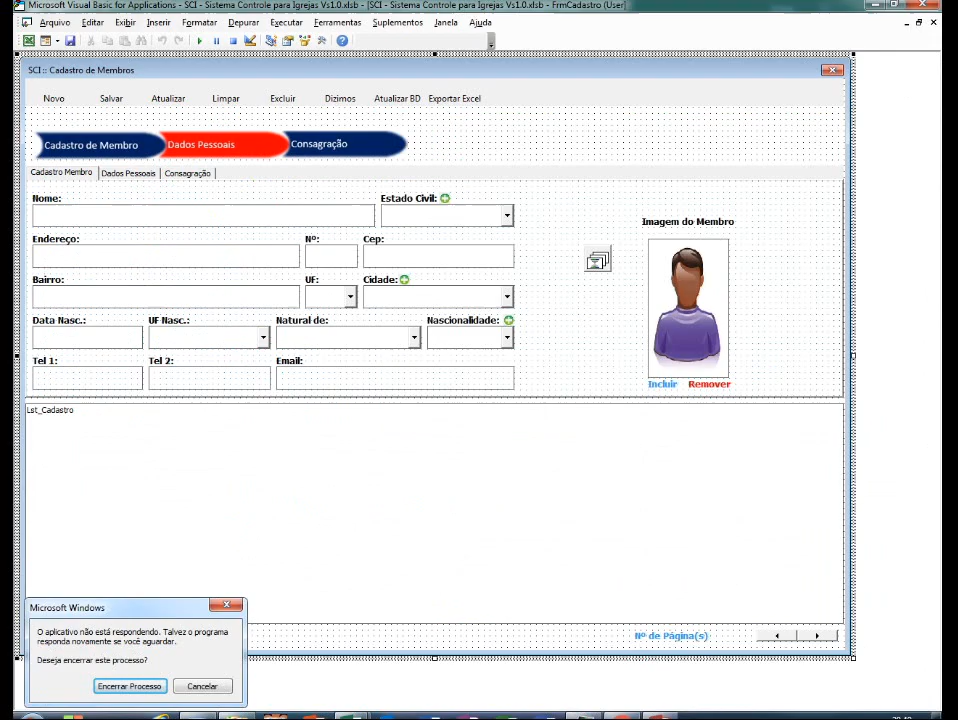 Microsoft Visual Basic for Applications - SCI - Sistema Controle para Igrejas Vs1.0.xlsb - [SCI - Sistema Controle para Igrejas Vs1.0.xlsb - FrmCadastro (User]
Arquivo Editar Exibir Inserir Formatar Depurar Executar Ferramentas Suplementos Janela Ajuda
SCI :: Cadastro de Membros
Novo Salvar Atualizar Limpar Excluir Dizimos Atualizar BD Exportar Excel
Cadastro de Membro Dados Pessoais Consagração
Cadastro Membro Dados Pessoais Consagração
Nome: Estado Civil:
Imagem do Membro
Endereço: Nº: Cep:
Bairro: UF: Cidade:
Data Nasc.: UF Nasc.: Natural de: Nascionalidade:
Tel 1: Tel 2: Email:
Incluir Remover
Lst_Cadastro
Nº de Página(s)
Microsoft Windows
O aplicativo não está respondendo. Talvez o programa
responda novamente se você aguardar.
Deseja encerrar este processo?
Encerrar Processo Cancelar